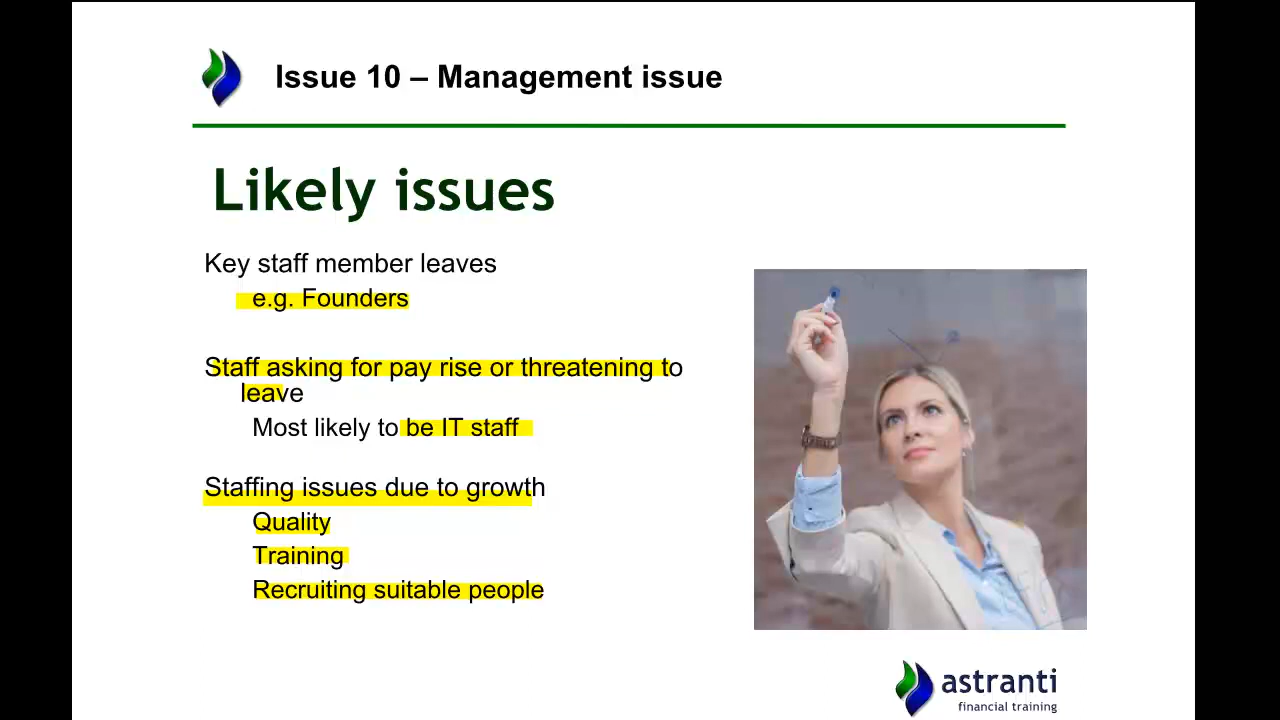 Issue 10 – Management issue
Likely issues
Key staff member leaves
e.g. Founders
Staff asking for pay rise or threatening to
leave
Most likely to be IT staff
Staffing issues due to growth
Quality
Training
Recruiting suitable people
astranti
financial training